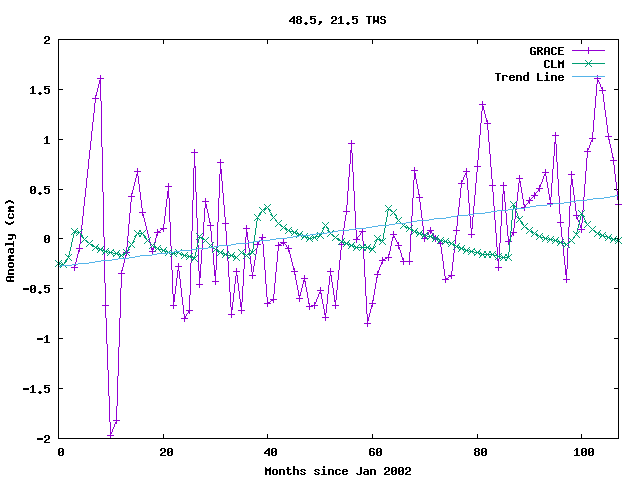 48.5, 21.5 TWS
GRACE
CLM
Trend Line
2
1.5
1
0.5
0
-0.5
-1
-1.5
-2
Anomaly (cm)
0 20 40 60 80 100
Months since Jan 2002